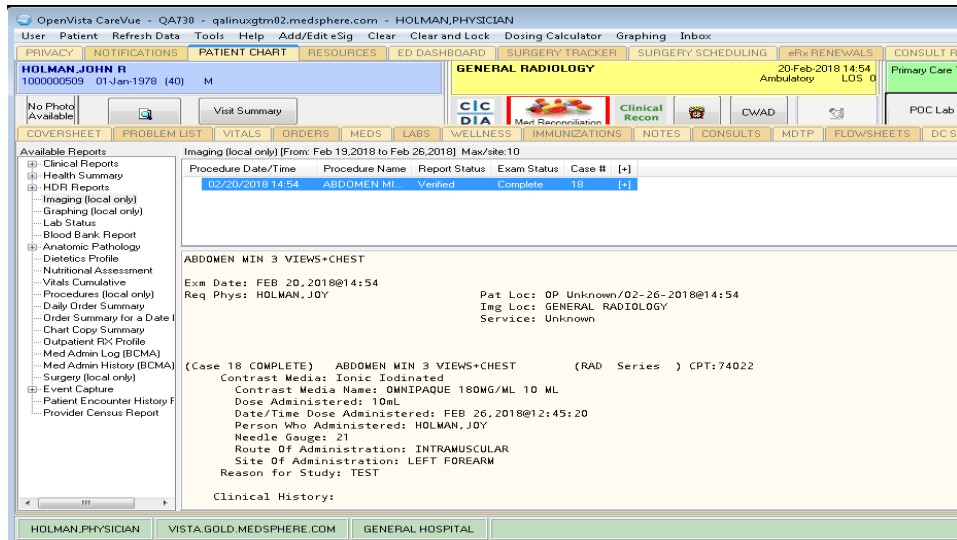 OpenVista CareVue - QA730 - qalinuxgtm02.medsphere.com - HOLMAN,PHYSICIAN
User Patient Refresh Data Tools Help Add/Edit eSig Clear Clear and Lock Dosing Calculator Graphing Inbox
PRIVACY NOTIFICATIONS PATIENT CHART RESOURCES ED DASHBOARD SURGERY TRACKER SURGERY SCHEDULING eRx RENEWALS CONSULT R
HOLMAN,JOHN R GENERAL RADIOLOGY 20-Feb-2018 14:54 Primary Care
1000000509 01-Jan-1978 (40) M Ambulatory LOS 0
No Photo Available Visit Summary C C D A Med Reconciliation Clinical Recon CWAD POC Lab
COVERSHEET PROBLEM LIST VITALS ORDERS MEDS LABS WELLNESS IMMUNIZATIONS NOTES CONSULTS MDTP FLOWSHEETS DC S
Available Reports
Clinical Reports
Health Summary
HDR Reports
Imaging (local only)
Graphing (local only)
Lab Status
Blood Bank Report
Anatomic Pathology
Dietetics Profile
Nutritional Assessment
Vitals Cumulative
Procedures (local only)
Daily Order Summary
Order Summary for a Date
Chart Copy Summary
Outpatient RX Profile
Med Admin Log (BCMA)
Med Admin History (BCMA)
Surgery (local only)
Event Capture
Patient Encounter History
Provider Census Report
Imaging (local only) [From: Feb 19,2018 to Feb 26,2018] Max/site:10
Procedure Date/Time Procedure Name Report Status Exam Status Case # [+]
02/20/2018 14:54 ABDOMEN MI... Verified Complete 18 [+]
ABDOMEN MIN 3 VIEWS+CHEST
Exm Date: FEB 20,2018@14:54
Req Phys: HOLMAN,JOY Pat Loc: OP Unknown/02-26-2018@14:54
Img Loc: GENERAL RADIOLOGY
Service: Unknown
(Case 18 COMPLETE) ABDOMEN MIN 3 VIEWS+CHEST (RAD Series ) CPT:74022
Contrast Media: Ionic Iodinated
Contrast Media Name: OMNIPAQUE 180MG/ML 10 ML
Dose Administered: 10mL
Date/Time Dose Administered: FEB 26,2018@12:45:20
Person Who Administered: HOLMAN,JOY
Needle Gauge: 21
Route Of Administration: INTRAMUSCULAR
Site Of Administration: LEFT FOREARM
Reason for Study: TEST
Clinical History:
HOLMAN,PHYSICIAN VISTA.GOLD.MEDSPHERE.COM GENERAL HOSPITAL